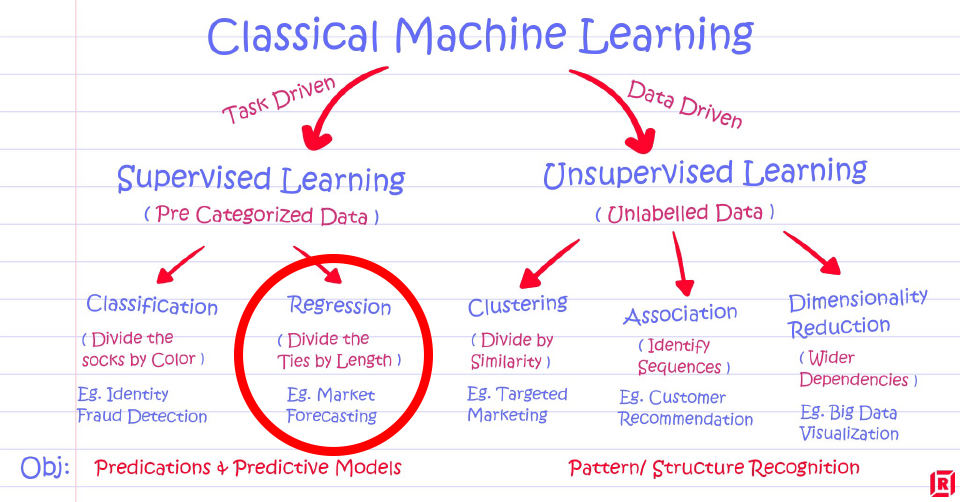 Classical Machine Learning
Task Driven
Data Driven
Supervised Learning
( Pre Categorized Data )
Unsupervised Learning
( Unlabelled Data )
Classification
( Divide the
socks by Color )
Eg. Identity
Fraud Detection
Regression
( Divide the
Ties by Length )
Eg. Market
Forecasting
Clustering
( Divide by
Similarity )
Eg. Targeted
Marketing
Association
( Identify
Sequences )
Eg. Customer
Recommendation
Dimensionality
Reduction
( Wider
Dependencies )
Eg. Big Data
Visualization
Obj: Predications & Predictive Models
Pattern/ Structure Recognition
R